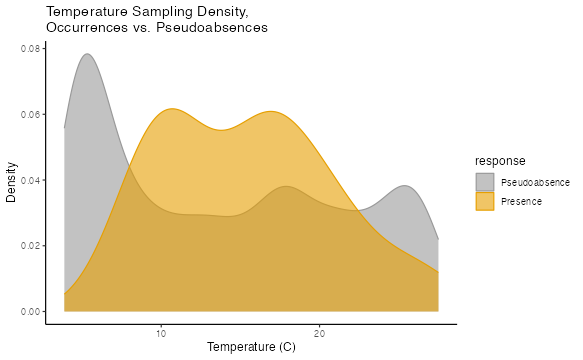 Temperature Sampling Density,
Occurrences vs. Pseudoabsences
0.08
0.06
0.04
0.02
0.00
Density
10
20
Temperature (C)
response
Pseudoabsence
Presence